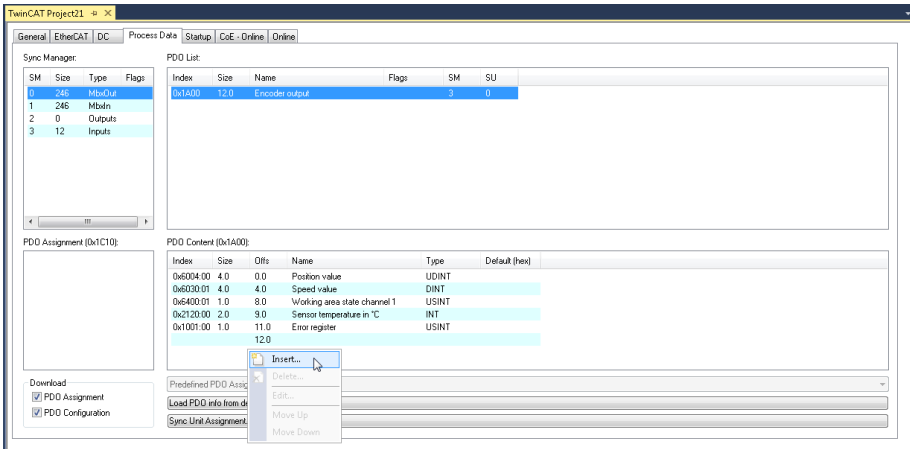 TwinCAT Project21
General EtherCAT DC Process Data Startup CoE - Online Online
Sync Manager:
SM Size Type Flags
0 246 MbxOut
1 246 MbxIn
2 0 Outputs
3 12 Inputs
PDO List:
Index Size Name Flags SM SU
0x1A00 12.0 Encoder output 3 0
PDO Assignment (0x1C10):
PDO Content (0x1A00):
Index Size Offs Name Type Default (hex)
0x6004:00 4.0 0.0 Position value UDINT
0x6030:01 4.0 4.0 Speed value DINT
0x6400:01 1.0 8.0 Working area state channel 1 USINT
0x2120:00 2.0 9.0 Sensor temperature in °C INT
0x1001:00 1.0 11.0 Error register USINT
12.0
Insert...
Delete...
Edit...
Move Up
Move Down
Download
PDO Assignment
PDO Configuration
Predefined PDO Assig
Load PDO info from de
Sync Unit Assignment.